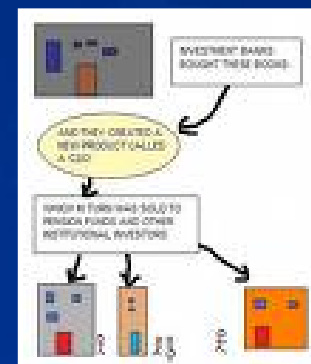 INVESTMENT BANKS
BOUGHT THESE BOOKS
AND THEY CREATED A
NEW PRODUCT CALLED
A CDO
WHICH IN TURN WAS SOLD TO
PENSION FUNDS AND OTHER
INSTITUTIONAL INVESTORS